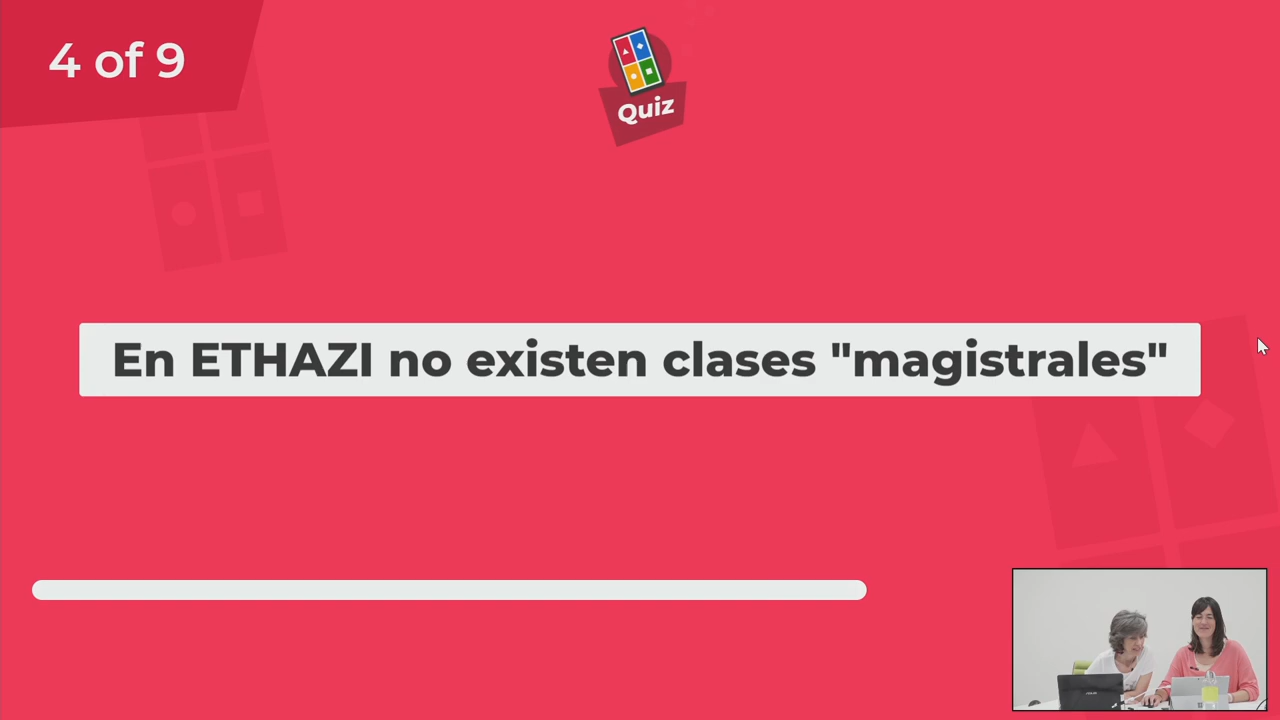 4 of 9
Quiz
En ETHAZI no existen clases "magistrales"